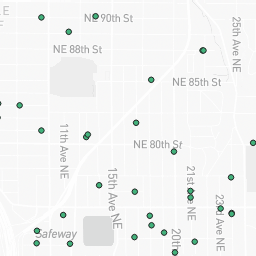 NE 90th St
NE 88th St
25th Ave NE
NE 85th St
11th Ave NE
NE 80th St
15th Ave NE
21st Ave NE
23rd Ave NE
Safeway
20th